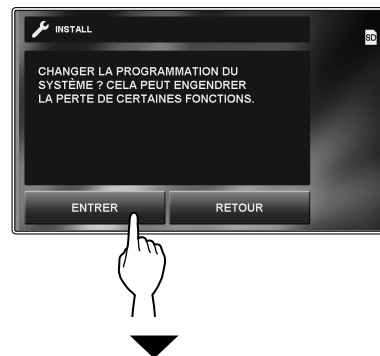 INSTALL
SD
CHANGER LA PROGRAMMATION DU
SYSTÈME ? CELA PEUT ENGENDRER
LA PERTE DE CERTAINES FONCTIONS.
ENTRER
RETOUR